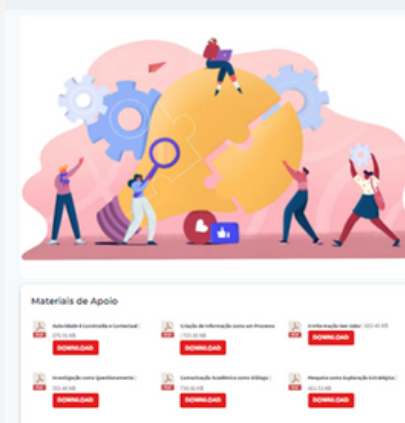 Materiais de Apoio
Autoridade é Construída e Contextual |
DOWNLOAD
Criação de Informação como um Processo
DOWNLOAD
A Informação tem Valor |
DOWNLOAD
Investigação como Questionamento |
DOWNLOAD
Comunicação Acadêmica como Diálogo |
DOWNLOAD
Pesquisa como Exploração Estratégica |
DOWNLOAD